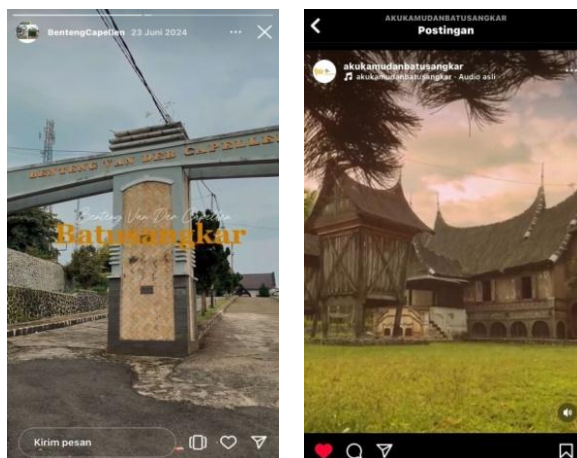 BentengCapellen 23 Juni 2024
BENTENG VAN DER CAPELLEN
Benteng Van Den Capellen
Batusangkar
Kirim pesan
AKUKAMUDANBATUSANGKAR
Postingan
akukamudanbatusangkar
akukamudanbatusangkar · Audio asli